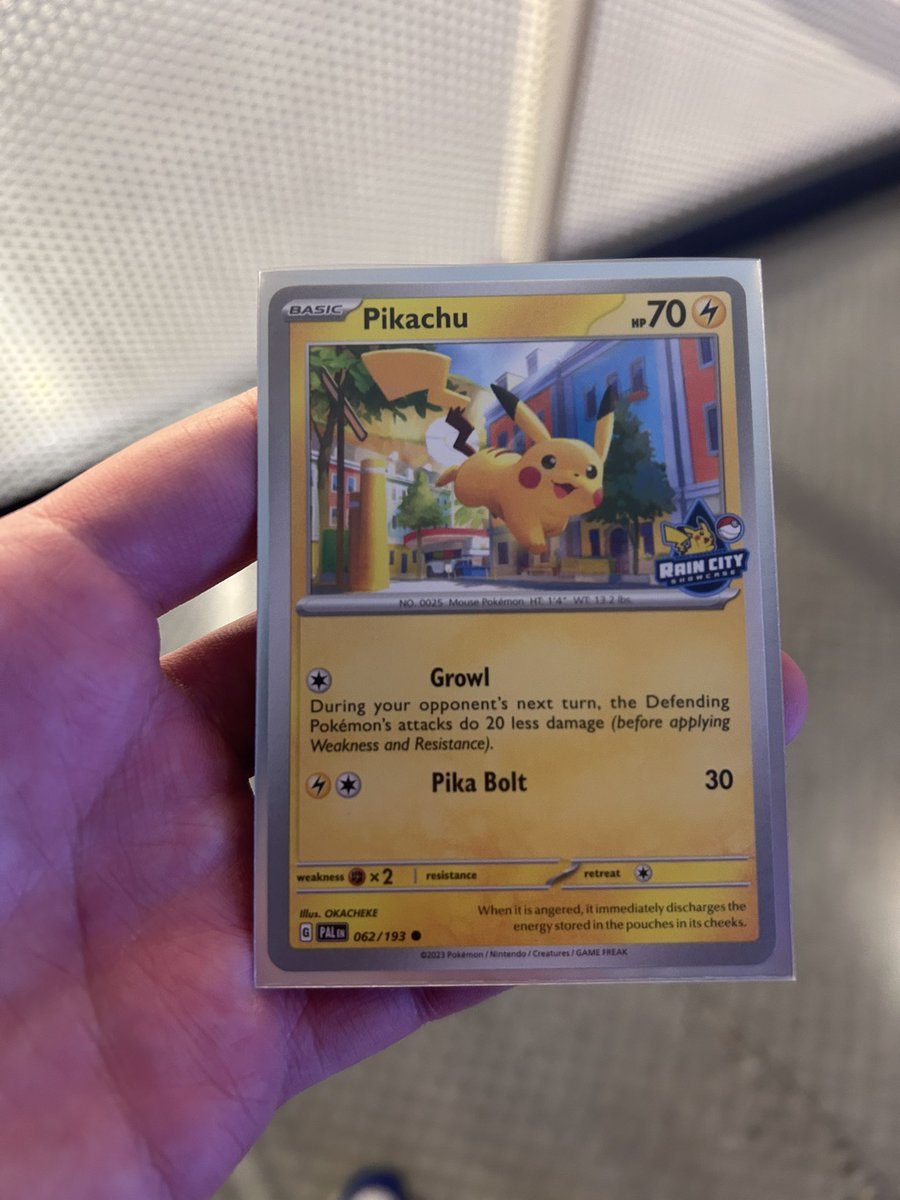 BASIC Pikachu HP 70
RAIN CITY
SHOWCASE
NO. 0025 Mouse Pokémon HT: 1'4" WT: 13.2 lbs.
Growl
During your opponent's next turn, the Defending
Pokémon's attacks do 20 less damage (before applying
Weakness and Resistance).
Pika Bolt 30
weakness ×2 resistance retreat
Illus. OKACHEKE
When it is angered, it immediately discharges the
energy stored in the pouches in its cheeks.
G PAL EN 062/193
©2023 Pokémon / Nintendo / Creatures / GAME FREAK